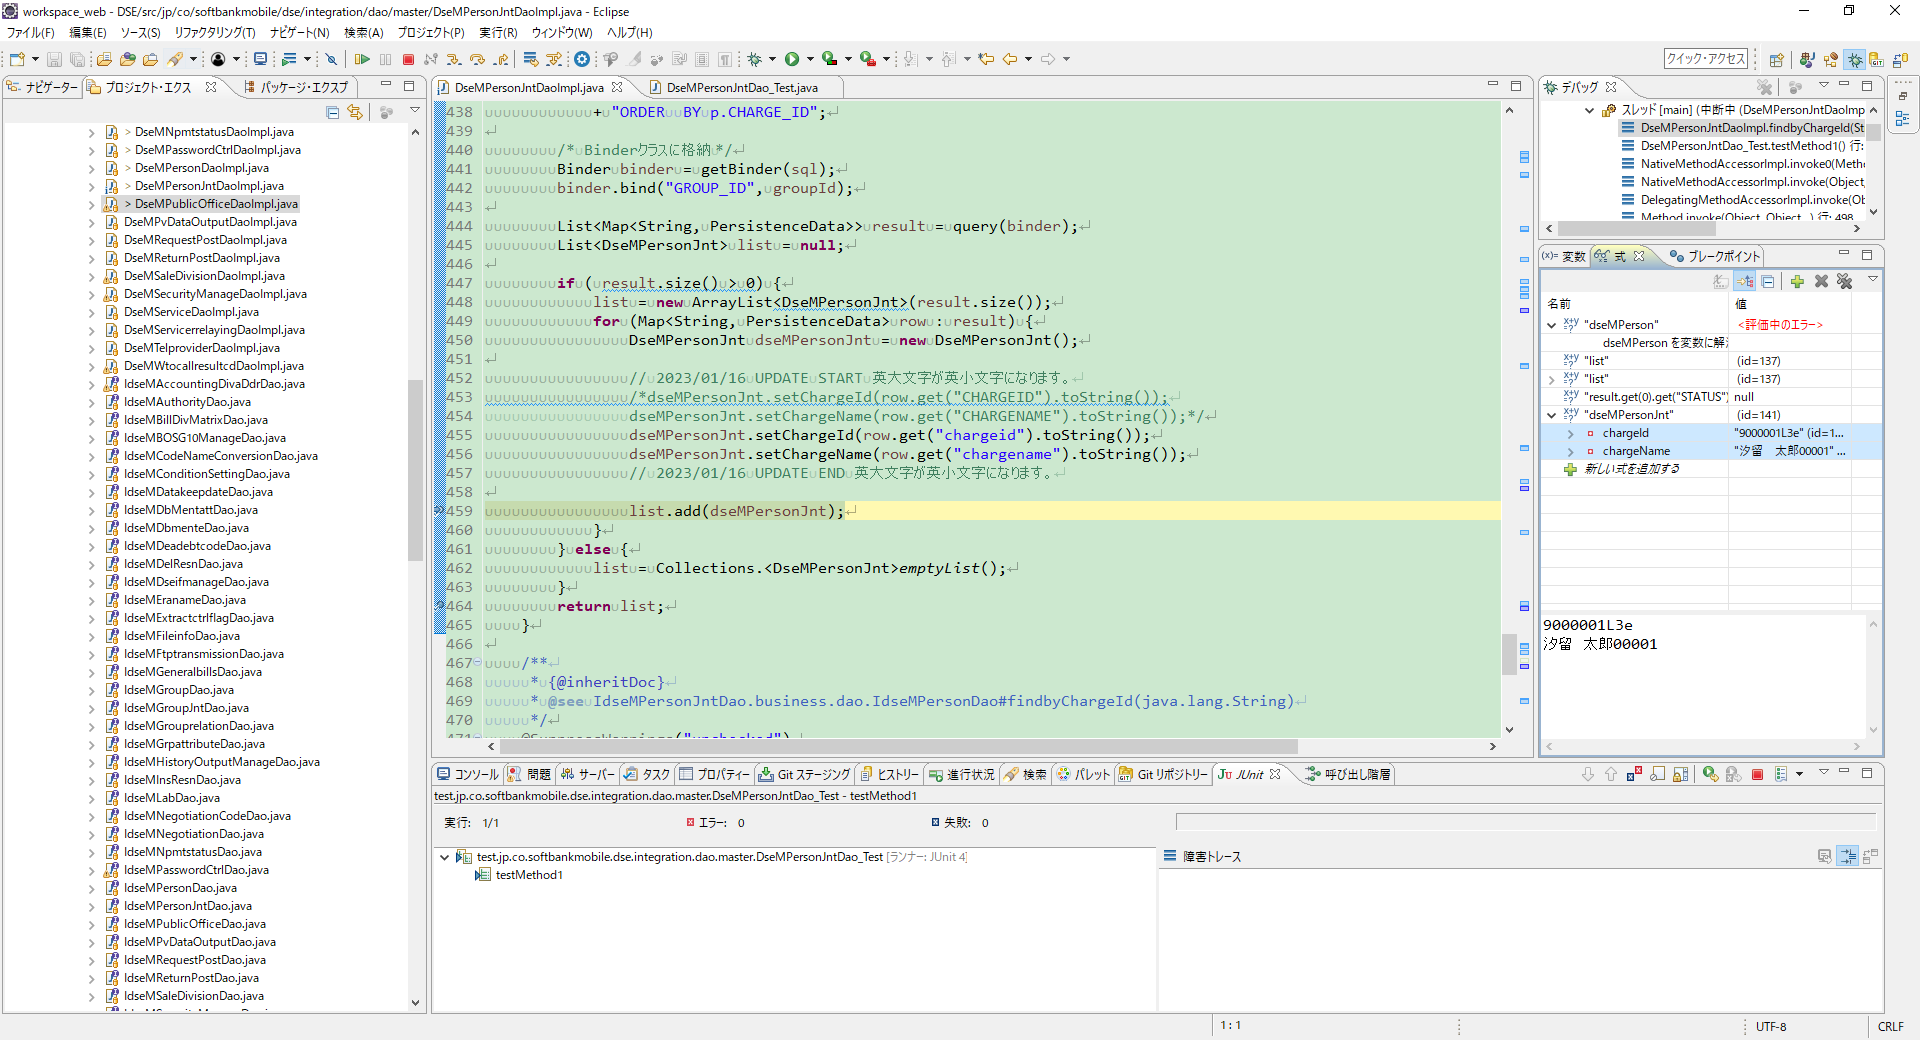 workspace_web - DSE/src/jp/co/softbankmobile/dse/integration/dao/master/DseMPersonJntDaoImpl.java - Eclipse
ファイル(F) 編集(E) ソース(S) リファクタリング(T) ナビゲート(N) 検索(A) プロジェクト(P) 実行(R) ウィンドウ(W) ヘルプ(H)
クイック・アクセス
ナビゲーター プロジェクト・エクス パッケージ・エクスプ
> DseMNpmtstatusDaoImpl.java
> DseMPasswordCtrlDaoImpl.java
> DseMPersonDaoImpl.java
> DseMPersonJntDaoImpl.java
> DseMPublicOfficeDaoImpl.java
DseMPvDataOutputDaoImpl.java
DseMRequestPostDaoImpl.java
DseMReturnPostDaoImpl.java
DseMSaleDivisionDaoImpl.java
DseMSecurityManageDaoImpl.java
DseMServiceDaoImpl.java
DseMServicerrelayingDaoImpl.java
DseMTelproviderDaoImpl.java
DseMWtocallresultcdDaoImpl.java
IdseMAccountingDivaDdrDao.java
IdseMAuthorityDao.java
IdseMBillDivMatrixDao.java
IdseMBOSG10ManageDao.java
IdseMCodeNameConversionDao.java
IdseMConditionSettingDao.java
IdseMDatakeepdateDao.java
IdseMDbMentattDao.java
IdseMDbmenteDao.java
IdseMDeadebtcodeDao.java
IdseMDelResnDao.java
IdseMDseifmanageDao.java
IdseMEranameDao.java
IdseMExtractctrlflagDao.java
IdseMFileinfoDao.java
IdseMFtptransmissionDao.java
IdseMGeneralbillsDao.java
IdseMGroupDao.java
IdseMGroupJntDao.java
IdseMGrouprelationDao.java
IdseMGrpattributeDao.java
IdseMHistoryOutputManageDao.java
IdseMInsResnDao.java
IdseMLabDao.java
IdseMNegotiationCodeDao.java
IdseMNegotiationDao.java
IdseMNpmtstatusDao.java
IdseMPasswordCtrlDao.java
IdseMPersonDao.java
IdseMPersonJntDao.java
IdseMPublicOfficeDao.java
IdseMPvDataOutputDao.java
IdseMRequestPostDao.java
IdseMReturnPostDao.java
IdseMSaleDivisionDao.java
DseMPersonJntDaoImpl.java DseMPersonJntDao_Test.java
438 + "ORDER BY p.CHARGE_ID";
439
440 /* Binderクラスに格納 */
441 Binder binder = getBinder(sql);
442 binder.bind("GROUP_ID", groupId);
443
444 List<Map<String, PersistenceData>> result = query(binder);
445 List<DseMPersonJnt> list = null;
446
447 if ( result.size() > 0) {
448 list = new ArrayList<DseMPersonJnt>(result.size());
449 for (Map<String, PersistenceData> row : result) {
450 DseMPersonJnt dseMPersonJnt = new DseMPersonJnt();
451
452 // 2023/01/16 UPDATE START 英大文字が英小文字になります。
453 /*dseMPersonJnt.setChargeId(row.get("CHARGEID").toString());
454 dseMPersonJnt.setChargeName(row.get("CHARGENAME").toString());*/
455 dseMPersonJnt.setChargeId(row.get("chargeid").toString());
456 dseMPersonJnt.setChargeName(row.get("chargename").toString());
457 // 2023/01/16 UPDATE END 英大文字が英小文字になります。
458
459 list.add(dseMPersonJnt);
460 }
461 } else {
462 list = Collections.<DseMPersonJnt>emptyList();
463 }
464 return list;
465 }
466
467 /**
468 * {@inheritDoc}
469 * @see IdseMPersonJntDao.business.dao.IdseMPersonDao#findbyChargeId(java.lang.String)
470 */
471 @SuppressWarnings("unchecked")
デバッグ
スレッド [main] (中断中 (DseMPersonJntDaoImp
DseMPersonJntDaoImpl.findbyChargeId(St
DseMPersonJntDao_Test.testMethod1() 行:
NativeMethodAccessorImpl.invoke0(Metho
NativeMethodAccessorImpl.invoke(Object,
DelegatingMethodAccessorImpl.invoke(Ob
Method.invoke(Object, Object...) 行: 498
(x)= 変数 式 ブレークポイント
名前 値
"dseMPerson" <評価中のエラー>
dseMPerson を変数に解決
"list" (id=137)
"list" (id=137)
"result.get(0).get("STATUS") null
"dseMPersonJnt" (id=141)
chargeId "9000001L3e" (id=1...
chargeName "汐留　太郎00001" ...
新しい式を追加する
9000001L3e
汐留　太郎00001
コンソール 問題 サーバー タスク プロパティー Git ステージング ヒストリー 進行状況 検索 パレット Git リポジトリー JUnit 呼び出し階層
test.jp.co.softbankmobile.dse.integration.dao.master.DseMPersonJntDao_Test - testMethod1
実行: 1/1 エラー: 0 失敗: 0
test.jp.co.softbankmobile.dse.integration.dao.master.DseMPersonJntDao_Test [ランナー: JUnit 4]
testMethod1
障害トレース
1 : 1 UTF-8 CRLF